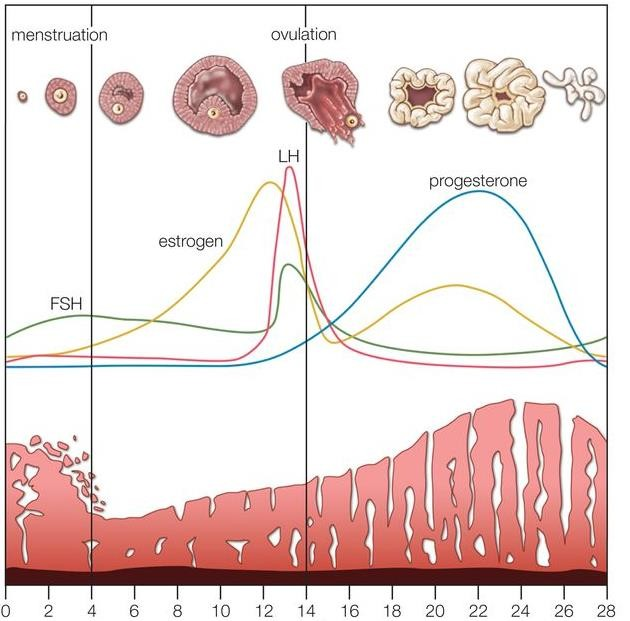 menstruation
ovulation
LH
progesterone
estrogen
FSH
0 2 4 6 8 10 12 14 16 18 20 22 24 26 28